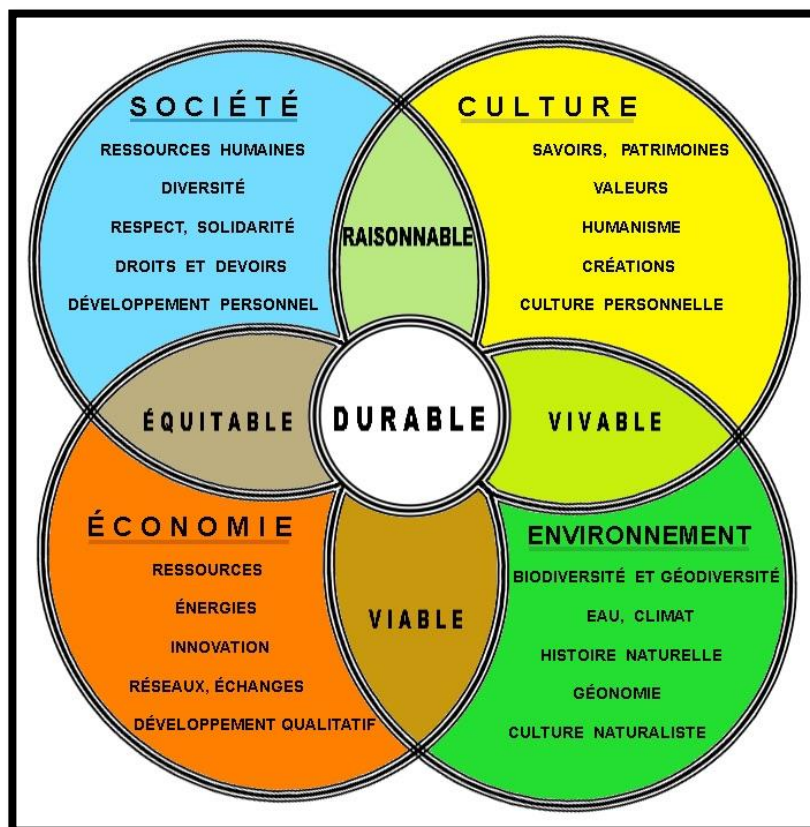 SOCIÉTÉ
RESSOURCES HUMAINES
DIVERSITÉ
RESPECT, SOLIDARITÉ
DROITS ET DEVOIRS
DÉVELOPPEMENT PERSONNEL
CULTURE
SAVOIRS, PATRIMOINES
VALEURS
HUMANISME
CRÉATIONS
CULTURE PERSONNELLE
RAISONNABLE
ÉQUITABLE
DURABLE
VIVABLE
ÉCONOMIE
RESSOURCES
ÉNERGIES
INNOVATION
RÉSEAUX, ÉCHANGES
DÉVELOPPEMENT QUALITATIF
VIABLE
ENVIRONNEMENT
BIODIVERSITÉ ET GÉODIVERSITÉ
EAU, CLIMAT
HISTOIRE NATURELLE
GÉONOMIE
CULTURE NATURALISTE